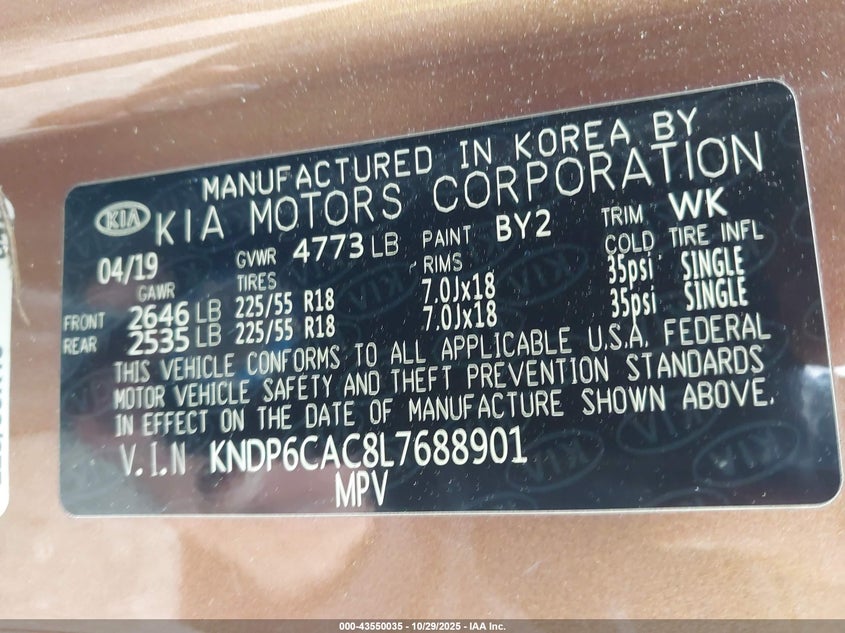 MANUFACTURED IN KOREA BY
KIA KIA MOTORS CORPORATION
04/19 GVWR 4773 LB PAINT BY2 TRIM WK
GAWR TIRES RIMS COLD TIRE INFL
FRONT 2646 LB 225/55 R18 7.0Jx18 35psi SINGLE
REAR 2535 LB 225/55 R18 7.0Jx18 35psi SINGLE
THIS VEHICLE CONFORMS TO ALL APPLICABLE U.S.A. FEDERAL
MOTOR VEHICLE SAFETY AND THEFT PREVENTION STANDARDS
IN EFFECT ON THE DATE OF MANUFACTURE SHOWN ABOVE.
V.I.N KNDP6CAC8L7688901
MPV
000-43550035 - 10/29/2025 - IAA Inc.